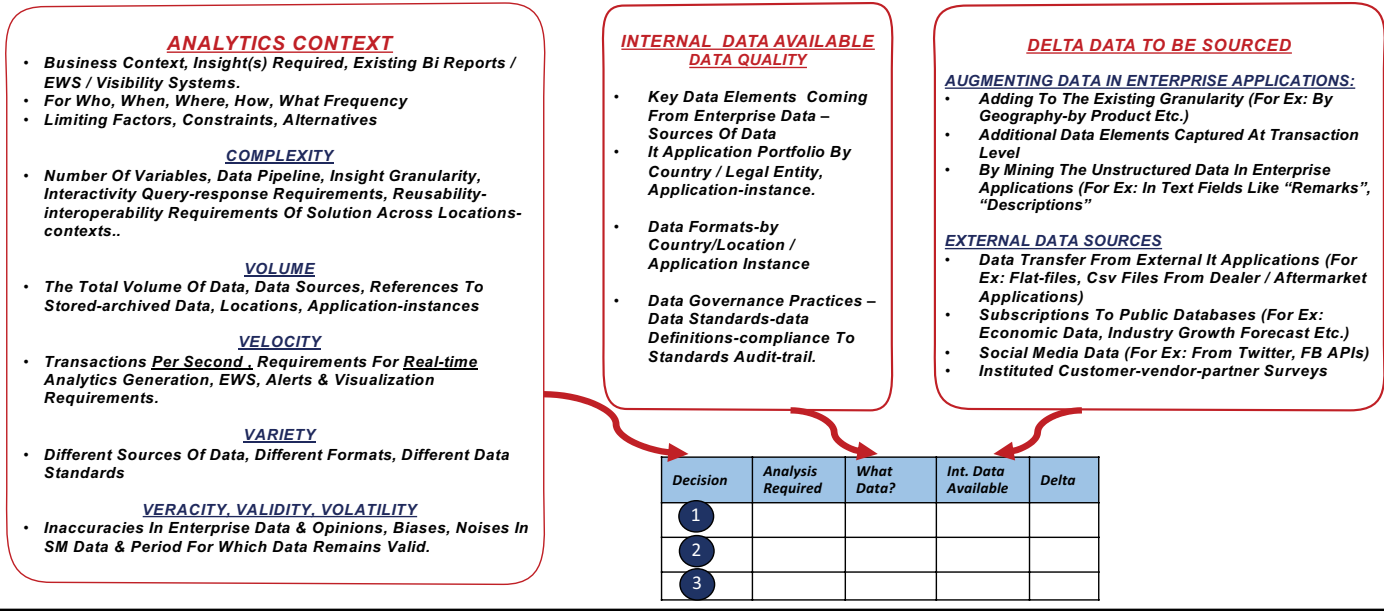 ANALYTICS CONTEXT
• Business Context, Insight(s) Required, Existing Bi Reports /
EWS / Visibility Systems.
• For Who, When, Where, How, What Frequency
• Limiting Factors, Constraints, Alternatives
COMPLEXITY
• Number Of Variables, Data Pipeline, Insight Granularity,
Interactivity Query-response Requirements, Reusability-
interoperability Requirements Of Solution Across Locations-
contexts..
VOLUME
• The Total Volume Of Data, Data Sources, References To
Stored-archived Data, Locations, Application-instances
VELOCITY
• Transactions Per Second , Requirements For Real-time
Analytics Generation, EWS, Alerts & Visualization
Requirements.
VARIETY
• Different Sources Of Data, Different Formats, Different Data
Standards
VERACITY, VALIDITY, VOLATILITY
• Inaccuracies In Enterprise Data & Opinions, Biases, Noises In
SM Data & Period For Which Data Remains Valid.
INTERNAL DATA AVAILABLE
DATA QUALITY
• Key Data Elements Coming
From Enterprise Data –
Sources Of Data
• It Application Portfolio By
Country / Legal Entity,
Application-instance.
• Data Formats-by
Country/Location /
Application Instance
• Data Governance Practices –
Data Standards-data
Definitions-compliance To
Standards Audit-trail.
DELTA DATA TO BE SOURCED
AUGMENTING DATA IN ENTERPRISE APPLICATIONS:
• Adding To The Existing Granularity (For Ex: By
Geography-by Product Etc.)
• Additional Data Elements Captured At Transaction
Level
• By Mining The Unstructured Data In Enterprise
Applications (For Ex: In Text Fields Like “Remarks”,
“Descriptions”
EXTERNAL DATA SOURCES
• Data Transfer From External It Applications (For
Ex: Flat-files, Csv Files From Dealer / Aftermarket
Applications)
• Subscriptions To Public Databases (For Ex:
Economic Data, Industry Growth Forecast Etc.)
• Social Media Data (For Ex: From Twitter, FB APIs)
• Instituted Customer-vendor-partner Surveys
Decision
Analysis
Required
What
Data?
Int. Data
Available
Delta
1
2
3